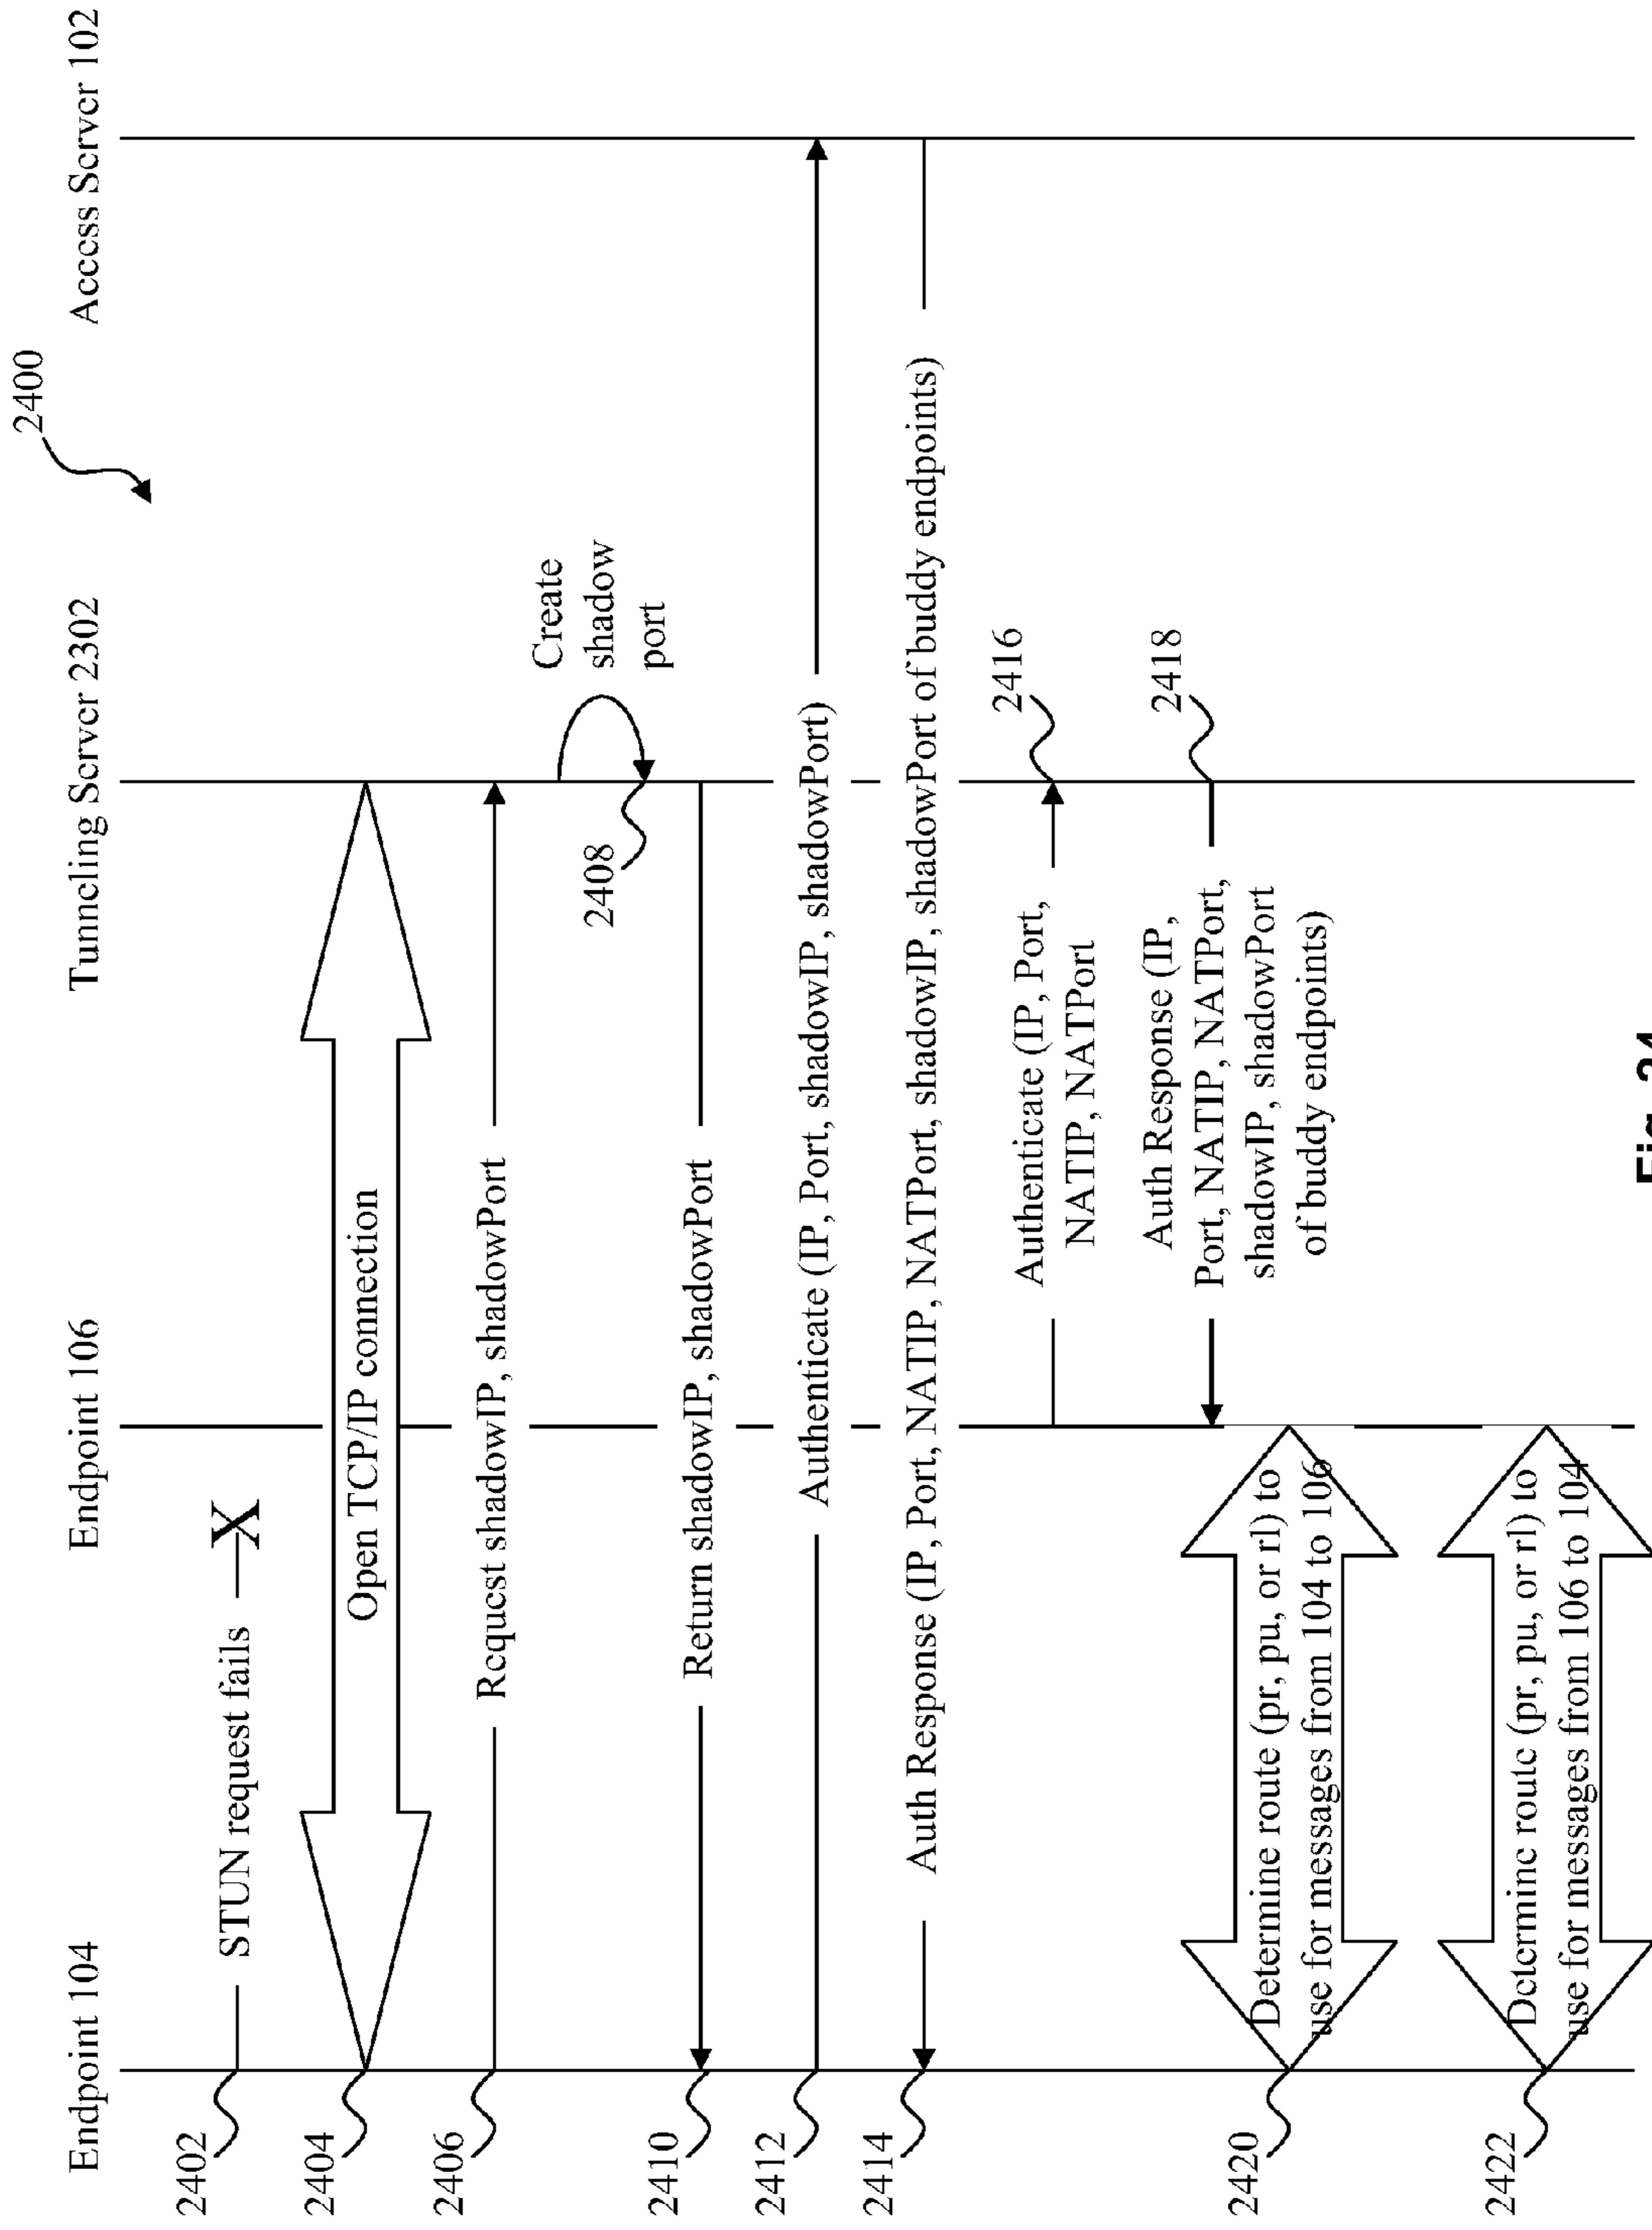 2400
Endpoint 104
Endpoint 106
Tunneling Server 2302
Access Server 102
2402
STUN request fails
X
2404
Open TCP/IP connection
2406
Request shadowIP, shadowPort
Create
shadow
port
2408
2410
Return shadowIP, shadowPort
2412
Authenticate (IP, Port, shadowIP, shadowPort)
2414
Auth Response (IP, Port, NATIP, NATPort, shadowIP, shadowPort of buddy endpoints)
Authenticate (IP, Port,
NATIP, NATPort
2416
Auth Response (IP,
Port, NATIP, NATPort,
shadowIP, shadowPort
of buddy endpoints)
2418
2420
Determine route (pr, pu, or rl) to
use for messages from 104 to 106
2422
Determine route (pr, pu, or rl) to
use for messages from 106 to 104
Fig. 24